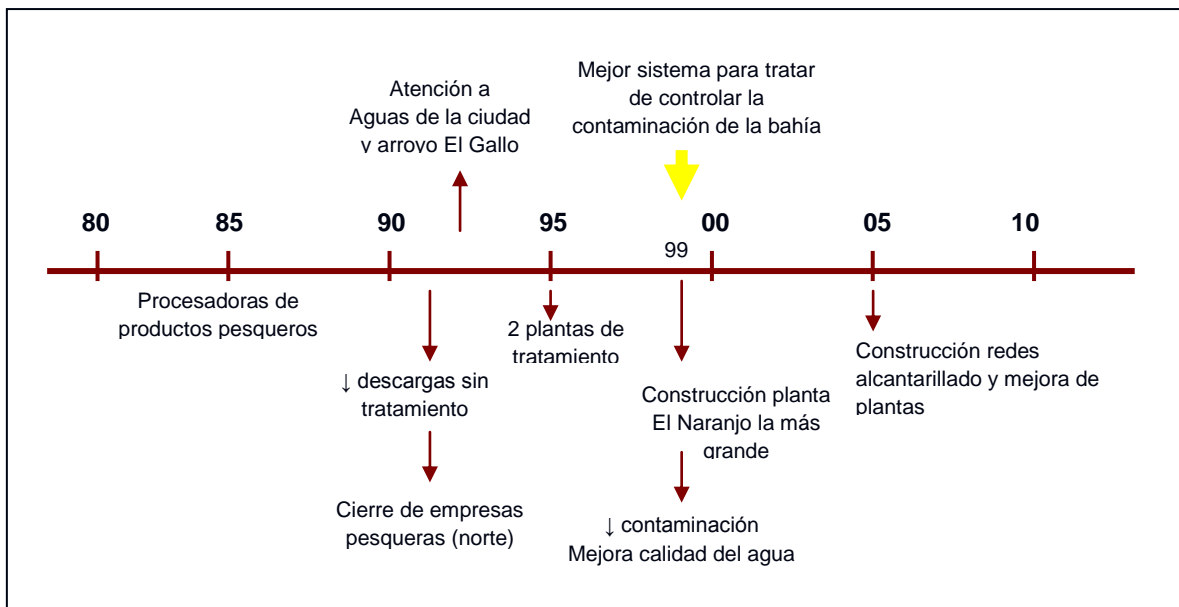 Atención a
Aguas de la ciudad
y arroyo El Gallo
Mejor sistema para tratar
de controlar la
contaminación de la bahía
80
85
90
95
99
00
05
10
Procesadoras de
productos pesqueros
↓ descargas sin
tratamiento
Cierre de empresas
pesqueras (norte)
2 plantas de
tratamiento
Construcción planta
El Naranjo la más
grande
↓ contaminación
Mejora calidad del agua
Construcción redes
alcantarillado y mejora de
plantas